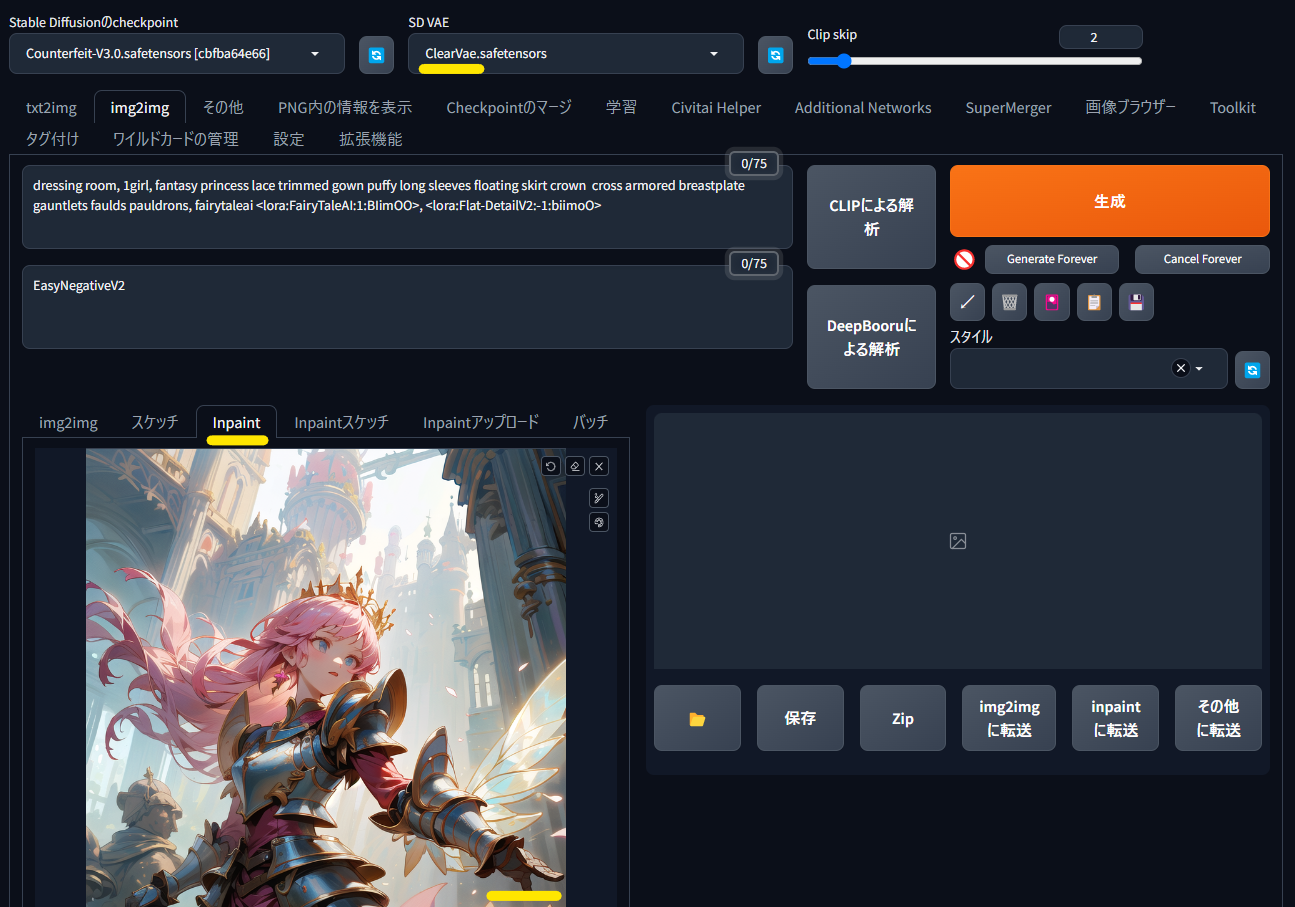 Stable Diffusionのcheckpoint
SD VAE
Clip skip
2
Counterfeit-V3.0.safetensors [cbfba64e66]
ClearVae.safetensors
txt2img
img2img
その他
PNG内の情報を表示
Checkpointのマージ
学習
Civitai Helper
Additional Networks
SuperMerger
画像ブラウザー
Toolkit
タグ付け
ワイルドカードの管理
設定
拡張機能
0/75
dressing room, 1girl, fantasy princess lace trimmed gown puffy long sleeves floating skirt crown  cross armored breastplate
gauntlets faulds pauldrons, fairytaleai <lora:FairyTaleAI:1:BlimOO>, <lora:Flat-DetailV2:-1:biimoO>
0/75
EasyNegativeV2
CLIPによる解
析
DeepBooruに
よる解析
生成
Generate Forever
Cancel Forever
スタイル
img2img
スケッチ
Inpaint
Inpaintスケッチ
Inpaintアップロード
バッチ
保存
Zip
img2img
に転送
inpaint
に転送
その他
に転送